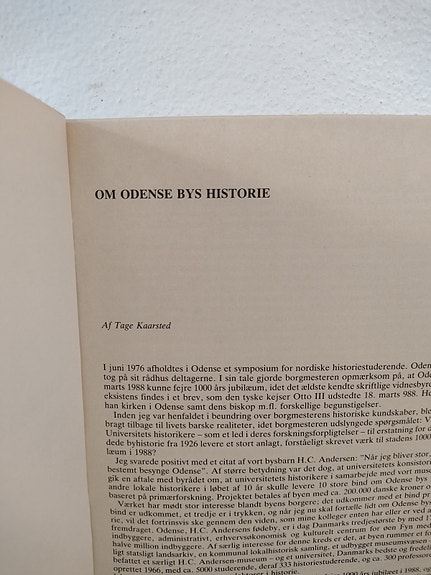 OM ODENSE BYS HISTORIE
Af Tage Kaarsted
I juni 1976 afholdtes i Odense et symposium for nordiske historiestuderende. Oden
tog på sit rådhus deltagerne. I sin tale gjorde borgmesteren opmærksom på, at Od
marts 1988 kunne fejre 1000 års jubilæum, idet det ældste kendte skriftlige vidnesbyrd
eksistens findes i et brev, som den tyske kejser Otto III udstedte 18. marts 988. He
han kirken i Odense samt dens biskop m.fl. forskellige begunstigelser.
Inden jeg var henfaldet i beundring over borgmesterens historiske kundskaber, ble
bragt tilbage til livets barske realiteter, idet borgmesteren udslyngede spørgsmålet: V
Universitets historikere – som et led i deres forskningsforpligtelser – til erstatning for d
dede byhistorie fra 1926 levere et stort anlagt, forståeligt skrevet værk til stadens 1000
læum i 1988?
Jeg svarede positivt med et citat af vort bysbarn H.C. Andersen: "Når jeg bliver stor,
bestemt besynge Odense". Af større betydning var det dog, at universitetets konsistori
gik en aftale med byrådet om, at universitetets historikere i samarbejde med vort muse
andre lokale historikere i løbet af 10 år skulle levere 10 store bind om Odense bys
baseret på primærforskning. Projektet betales af byen med ca. 200.000 danske kroner o
Værket har mødt stor interesse blandt byens borgere; det udkommer med et bind pr
bind er udkommet, et tredje er i trykken, og når jeg nu skal fortælle lidt om Odense by
rie, vil det fortrinsvis ske gennem den viden, som mine kolleger enten har eller er ved a
fremdraget. Odense, H.C. Andersens fødeby, er i dag Danmarks tredjestørste by med 1
indbyggere, administrativt, erhvervsøkonomisk og kulturelt centrum for øen Fyn med
halve million indbyggere. Af særlig interesse for denne kreds er det, at byen rummer et fo
ligt statsligt landsarkiv, en kommunal lokalhistorisk samling, et udbygget museumsvæsen
befattet et særligt H.C. Andersen-museum – og et universitet, Danmarks bedste og fredeli
oprettet 1966, med ca. 5000 studerende, deraf 333 historiestuderende, og ca. 300 professore